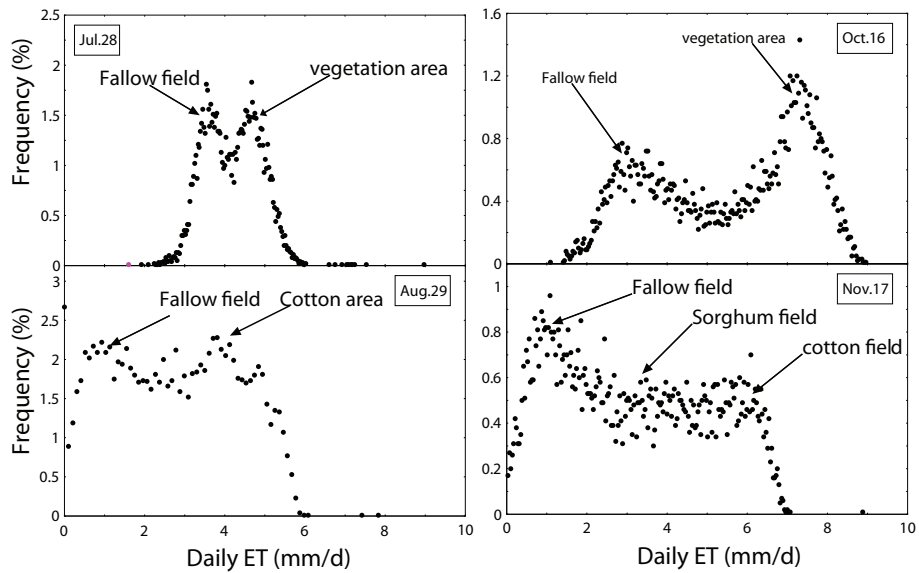 Jul.28
Fallow field
vegetation area
Frequency (%)
2
1.5
1
0.5
0
Oct.16
vegetation area
Fallow field
1.6
1.2
0.8
0.4
0
Aug.29
Fallow field
Cotton area
Frequency (%)
3
2.5
2
1.5
1
0.5
0
0 2 4 6 8 10
Daily ET (mm/d)
Nov.17
Fallow field
Sorghum field
cotton field
1
0.8
0.6
0.4
0.2
0
0 2 4 6 8 10
Daily ET (mm/d)